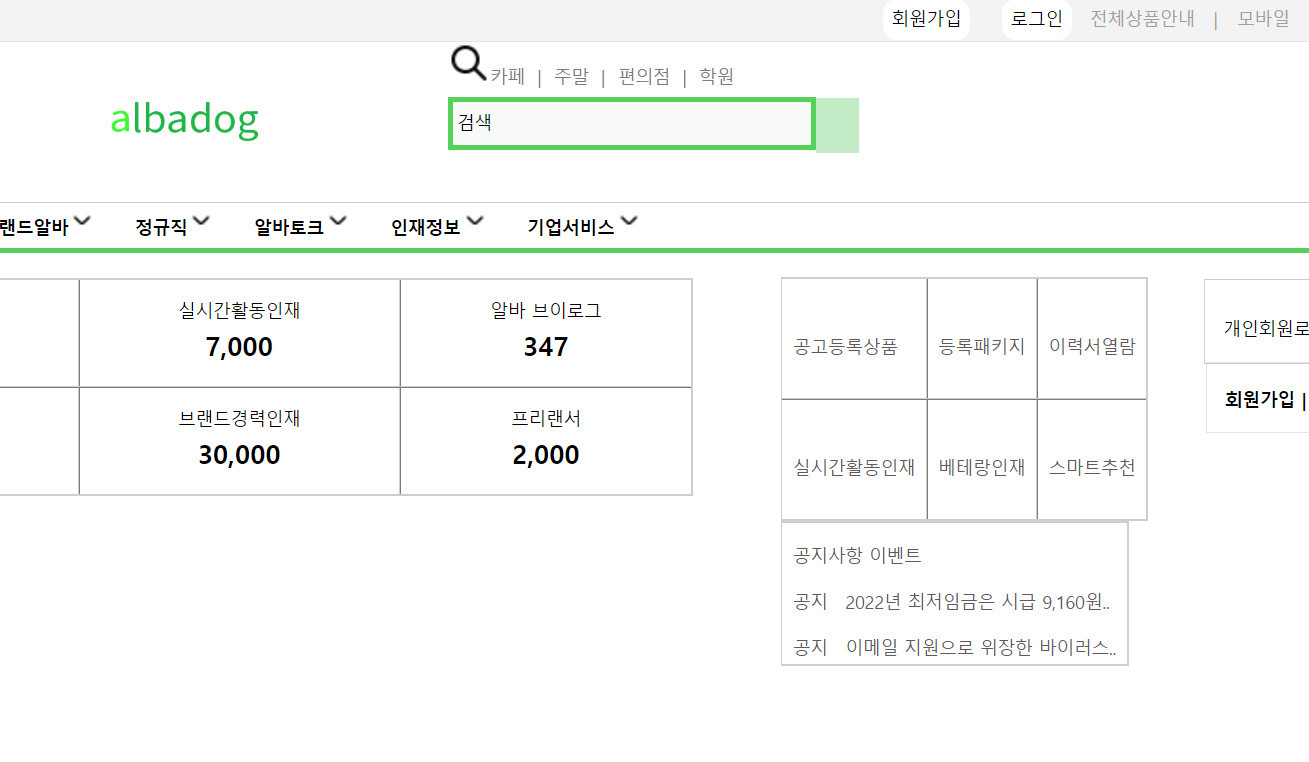 회원가입 로그인 전체상품안내 | 모바일
카페 | 주말 | 편의점 | 학원
albadog
검색
랜드알바 정규직 알바토크 인재정보 기업서비스
실시간활동인재 알바 브이로그
7,000 347
브랜드경력인재 프리랜서
30,000 2,000
공고등록상품 등록패키지 이력서열람
실시간활동인재 베테랑인재 스마트추천
공지사항 이벤트
공지 2022년 최저임금은 시급 9,160원..
공지 이메일 지원으로 위장한 바이러스..
개인회원로
회원가입 |